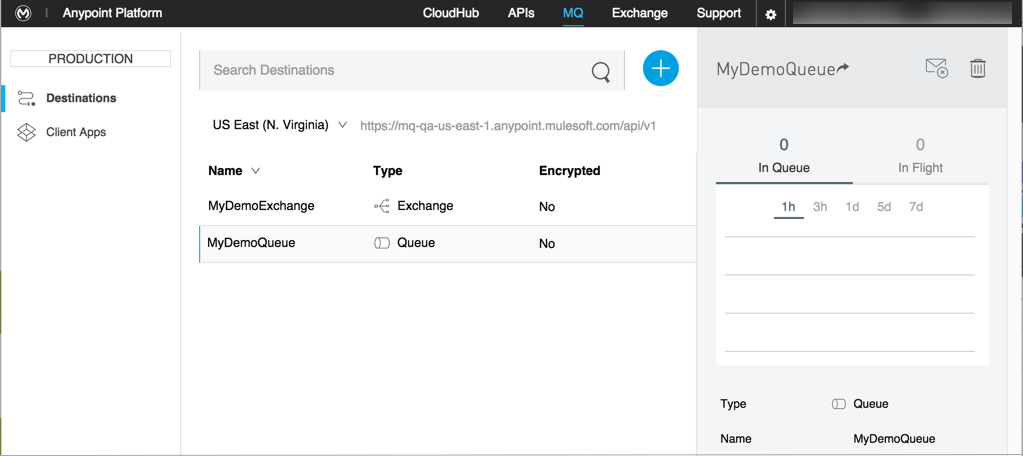 Anypoint Platform
CloudHub APIs MQ Exchange Support
PRODUCTION
Destinations
Client Apps
Search Destinations
US East (N. Virginia) https://mq-qa-us-east-1.anypoint.mulesoft.com/api/v1
Name Type Encrypted
MyDemoExchange Exchange No
MyDemoQueue Queue No
MyDemoQueue
0 0
In Queue In Flight
1h 3h 1d 5d 7d
Type Queue
Name MyDemoQueue